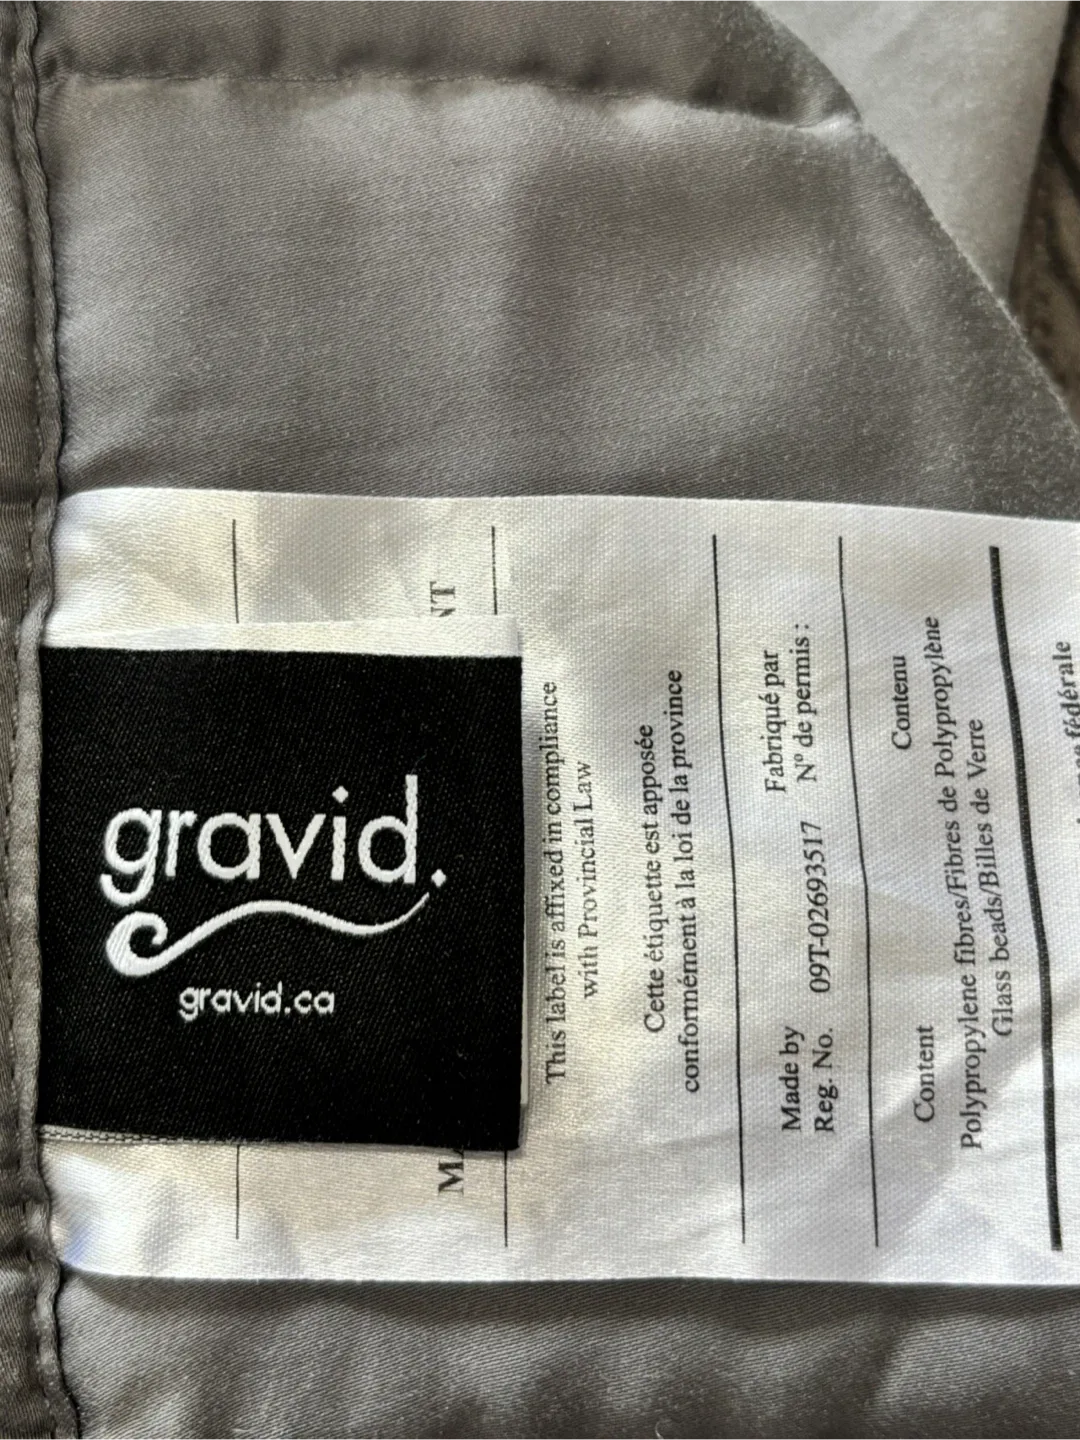 gravid.
gravid.ca
This label is affixed in compliance
with Provincial Law
Cette étiquette est apposée
conformément à la loi de la province
Made by Fabriqué par
Reg. No. 09T-02693517 Nº de permis :
Content Contenu
Polypropylene fibres/Fibres de Polypropylène
Glass beads/Billes de Verre
fédérale